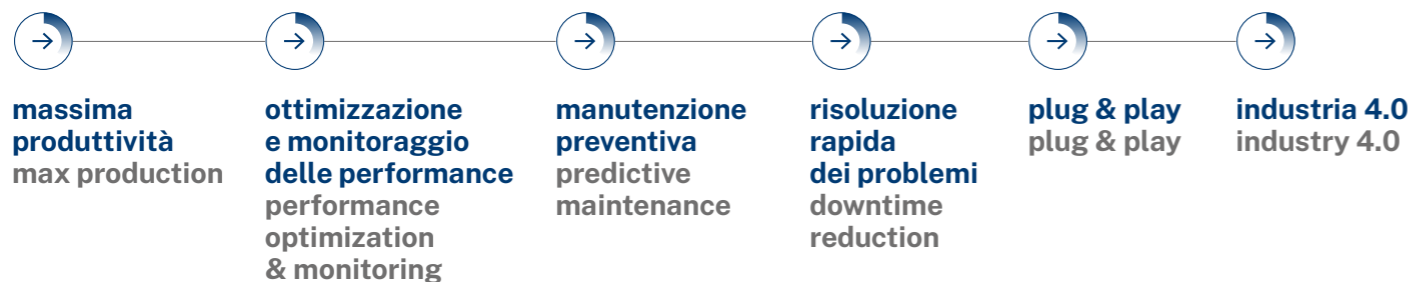 massima
produttività
max production
ottimizzazione
e monitoraggio
delle performance
performance
optimization
& monitoring
manutenzione
preventiva
predictive
maintenance
risoluzione
rapida
dei problemi
downtime
reduction
plug & play
plug & play
industria 4.0
industry 4.0